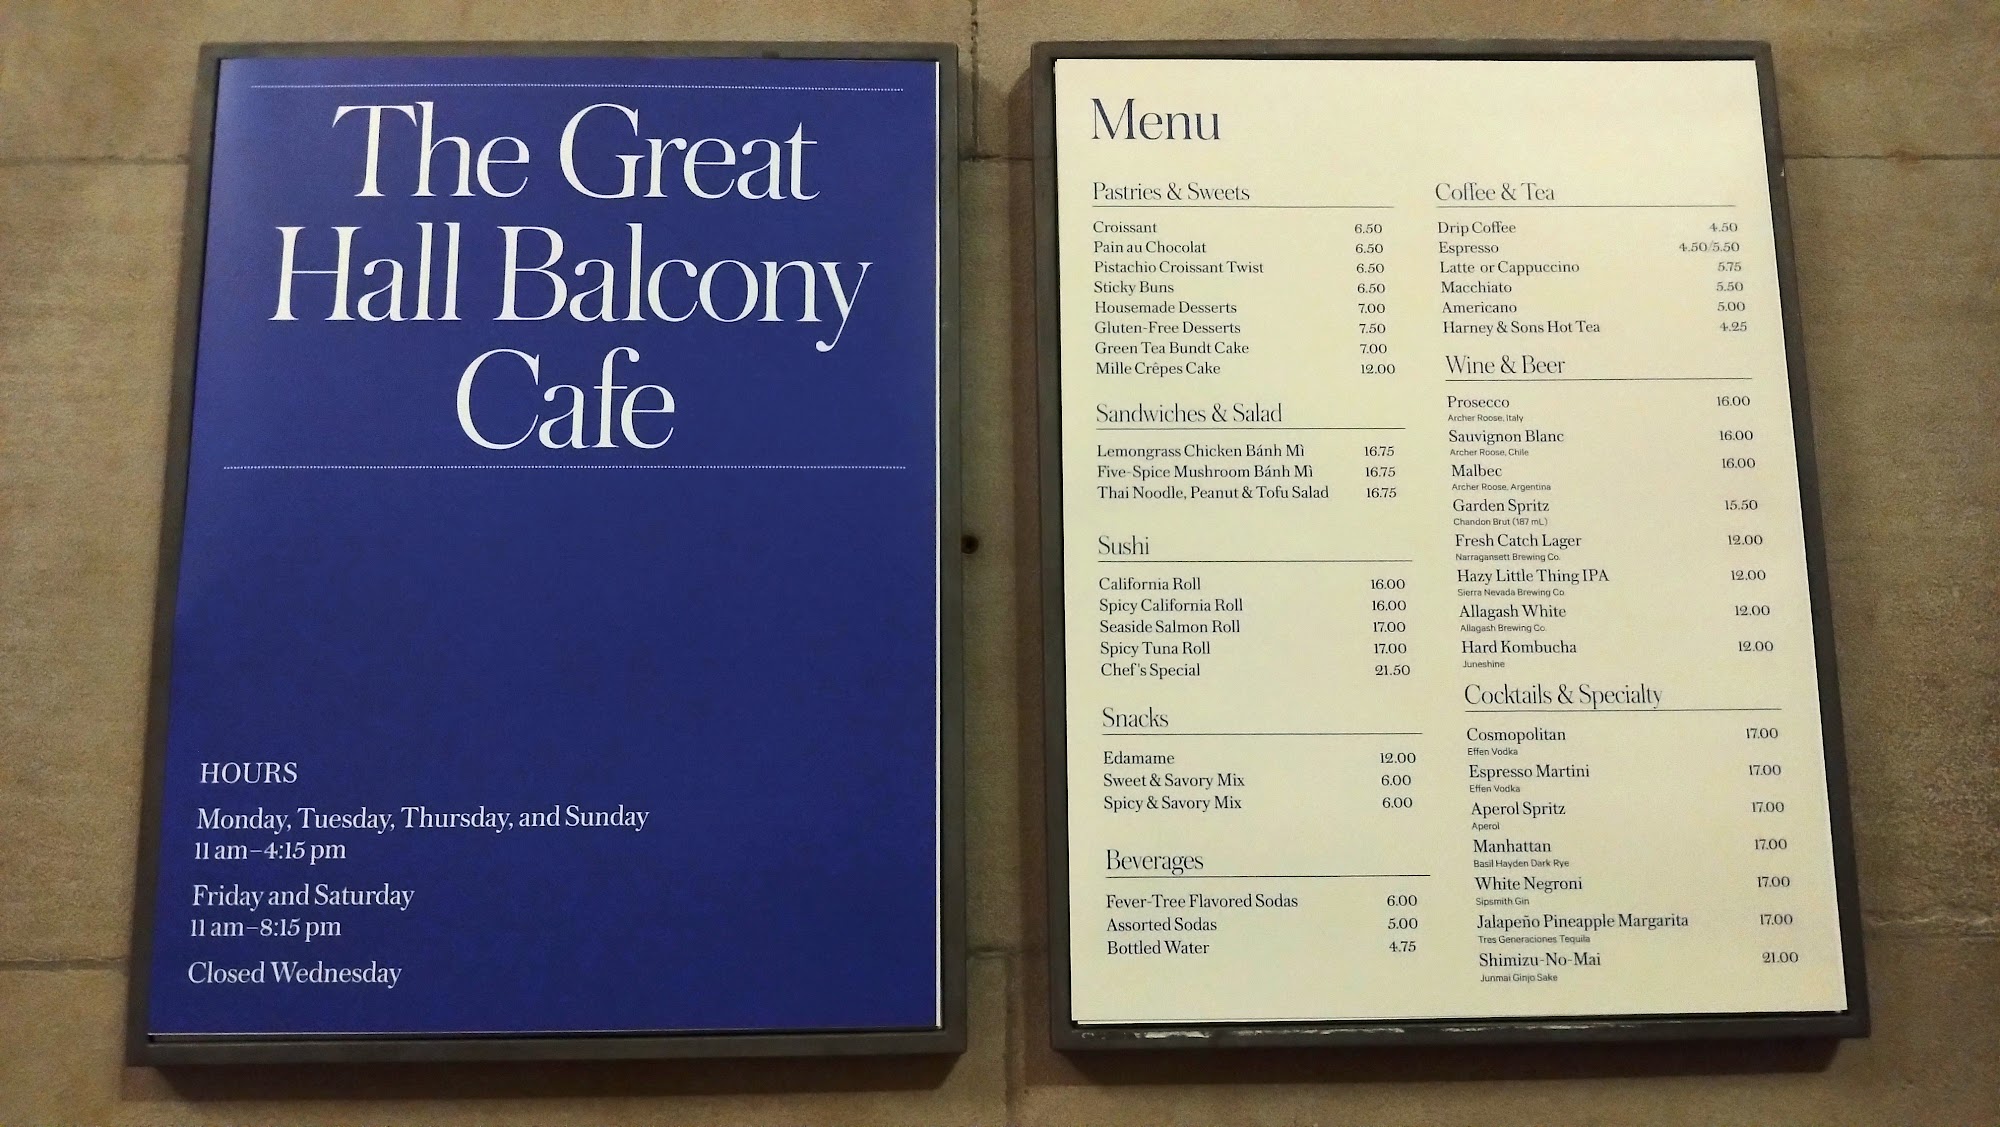 The Great
Hall Balcony
Cafe
HOURS
Monday, Tuesday, Thursday, and Sunday
11 am–4:15 pm
Friday and Saturday
11 am–8:15 pm
Closed Wednesday
Menu
Pastries & Sweets
Croissant 6.50
Pain au Chocolat 6.50
Pistachio Croissant Twist 6.50
Sticky Buns 6.50
Housemade Desserts 7.00
Gluten-Free Desserts 7.50
Green Tea Bundt Cake 7.00
Mille Crêpes Cake 12.00
Sandwiches & Salad
Lemongrass Chicken Bánh Mì 16.75
Five-Spice Mushroom Bánh Mì 16.75
Thai Noodle, Peanut & Tofu Salad 16.75
Sushi
California Roll 16.00
Spicy California Roll 16.00
Seaside Salmon Roll 17.00
Spicy Tuna Roll 17.00
Chef's Special 21.50
Snacks
Edamame 12.00
Sweet & Savory Mix 6.00
Spicy & Savory Mix 6.00
Beverages
Fever-Tree Flavored Sodas 6.00
Assorted Sodas 5.00
Bottled Water 4.75
Coffee & Tea
Drip Coffee 4.50
Espresso 4.50/5.50
Latte or Cappuccino 5.75
Macchiato 5.50
Americano 5.00
Harney & Sons Hot Tea 4.25
Wine & Beer
Prosecco 16.00
Archer Roose, Italy
Sauvignon Blanc 16.00
Archer Roose, Chile
Malbec 16.00
Archer Roose, Argentina
Garden Spritz 15.50
Chandon Brut (187 mL)
Fresh Catch Lager 12.00
Narragansett Brewing Co.
Hazy Little Thing IPA 12.00
Sierra Nevada Brewing Co
Allagash White 12.00
Allagash Brewing Co.
Hard Kombucha 12.00
Juneshine
Cocktails & Specialty
Cosmopolitan 17.00
Effen Vodka
Espresso Martini 17.00
Effen Vodka
Aperol Spritz 17.00
Aperol
Manhattan 17.00
Basil Hayden Dark Rye
White Negroni 17.00
Sipsmith Gin
Jalapeño Pineapple Margarita 17.00
Tres Generaciones Tequila
Shimizu-No-Mai 21.00
Junmai Ginjo Sake